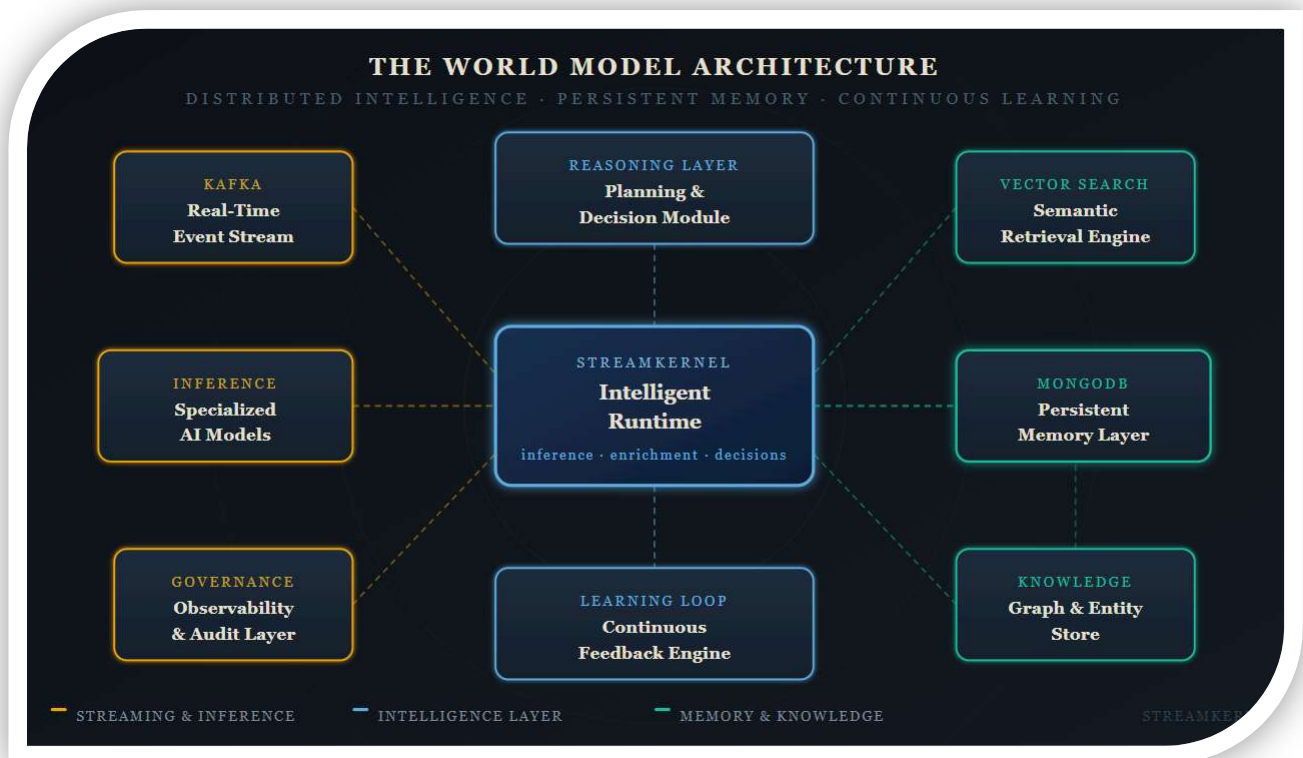 THE WORLD MODEL ARCHITECTURE
DISTRIBUTED INTELLIGENCE · PERSISTENT MEMORY · CONTINUOUS LEARNING
KAFKA
Real-Time
Event Stream
REASONING LAYER
Planning &
Decision Module
VECTOR SEARCH
Semantic
Retrieval Engine
INFERENCE
Specialized
AI Models
STREAMKERNEL
Intelligent
Runtime
inference · enrichment · decisions
MONGODB
Persistent
Memory Layer
GOVERNANCE
Observability
& Audit Layer
LEARNING LOOP
Continuous
Feedback Engine
KNOWLEDGE
Graph & Entity
Store
STREAMING & INFERENCE
INTELLIGENCE LAYER
MEMORY & KNOWLEDGE